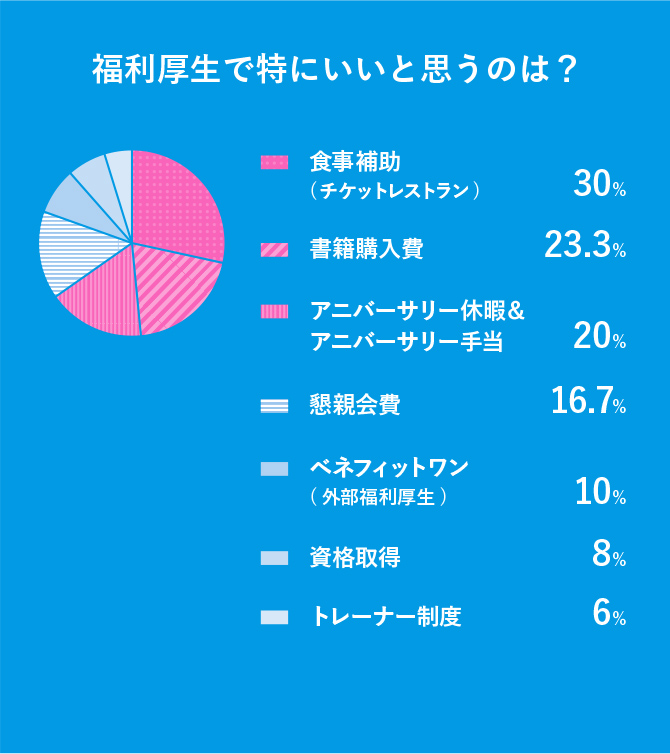 福利厚生で特にいいと思うのは？
食事補助
（チケットレストラン）
30%
書籍購入費
23.3%
アニバーサリー休暇＆
アニバーサリー手当
20%
懇親会費
16.7%
ベネフィットワン
（外部福利厚生）
10%
資格取得
8%
トレーナー制度
6%